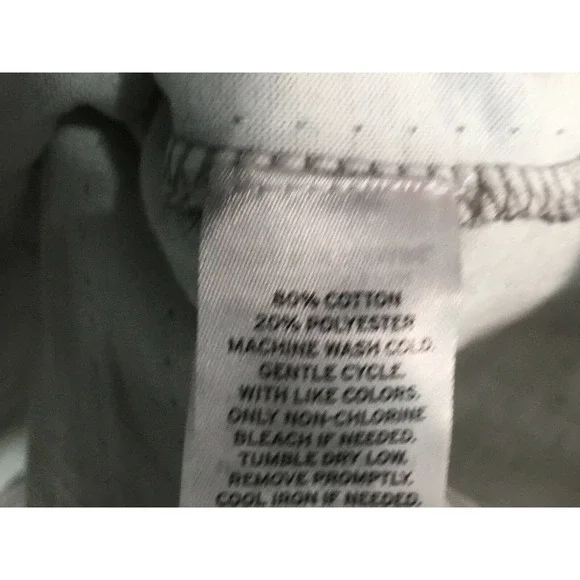 80% COTTON
20% POLYESTER
MACHINE WASH COLD.
GENTLE CYCLE.
WITH LIKE COLORS.
ONLY NON-CHLORINE
BLEACH IF NEEDED.
TUMBLE DRY LOW.
REMOVE PROMPTLY.
COOL IRON IF NEEDED.